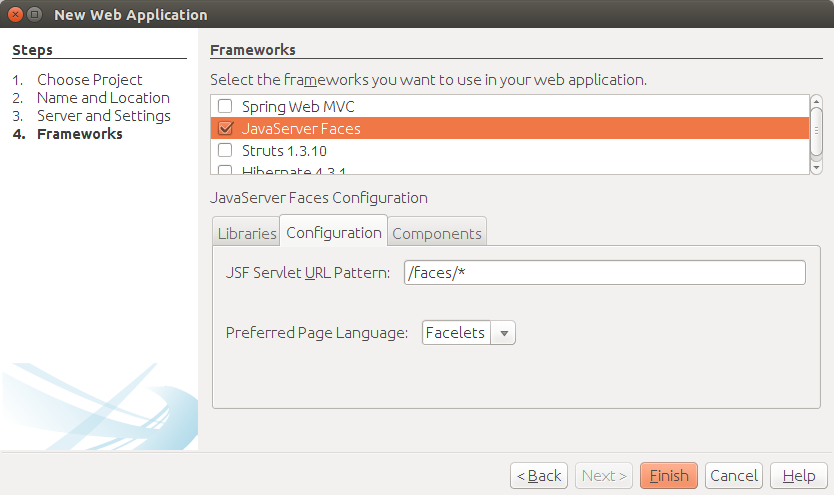 New Web Application
Steps
1. Choose Project
2. Name and Location
3. Server and Settings
4. Frameworks
Frameworks
Select the frameworks you want to use in your web application.
Spring Web MVC
JavaServer Faces
Struts 1.3.10
Hibernate 4.3.1
JavaServer Faces Configuration
Libraries Configuration Components
JSF Servlet URL Pattern: /faces/*
Preferred Page Language: Facelets
< Back Next > Finish Cancel Help